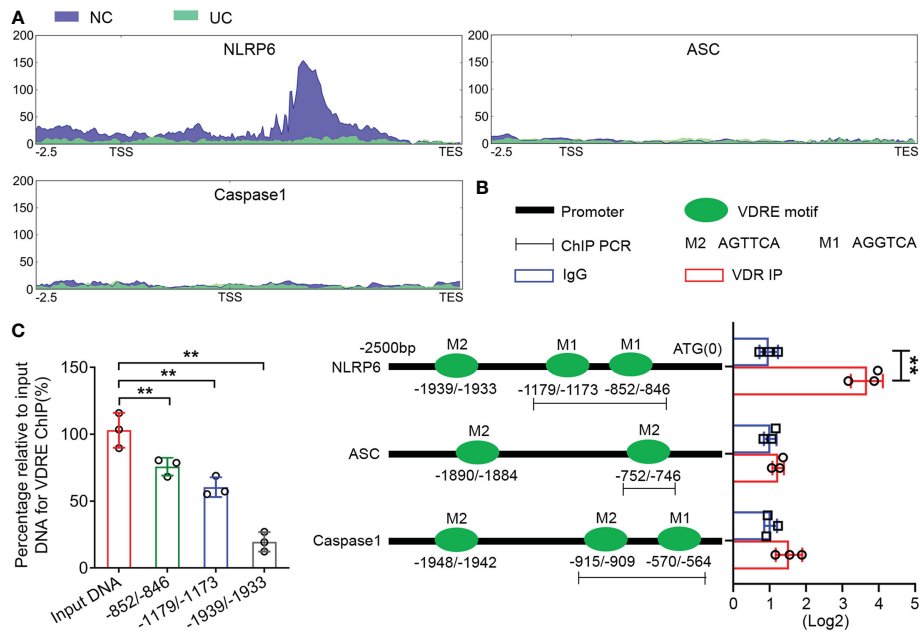 A
NC
UC
NLRP6
200
150
100
50
0
-2.5
TSS
TES
ASC
200
150
100
50
0
-2.5
TSS
TES
Caspase1
200
150
100
50
0
-2.5
TSS
TES
B
Promoter
VDRE motif
ChIP PCR
M2 AGTTCA
M1 AGGTCA
IgG
VDR IP
-2500bp
M2
M1
M1
ATG(0)
NLRP6
-1939/-1933
-1179/-1173
-852/-846
M2
M2
ASC
-1890/-1884
-752/-746
M2
M2
M1
Caspase1
-1948/-1942
-915/-909
-570/-564
**
0 1 2 3 4 5
(Log2)
C
Percentage relative to input
DNA for VDRE ChIP(%)
150
100
50
0
**
**
**
Input DNA
-852/-846
-1179/-1173
-1939/-1933